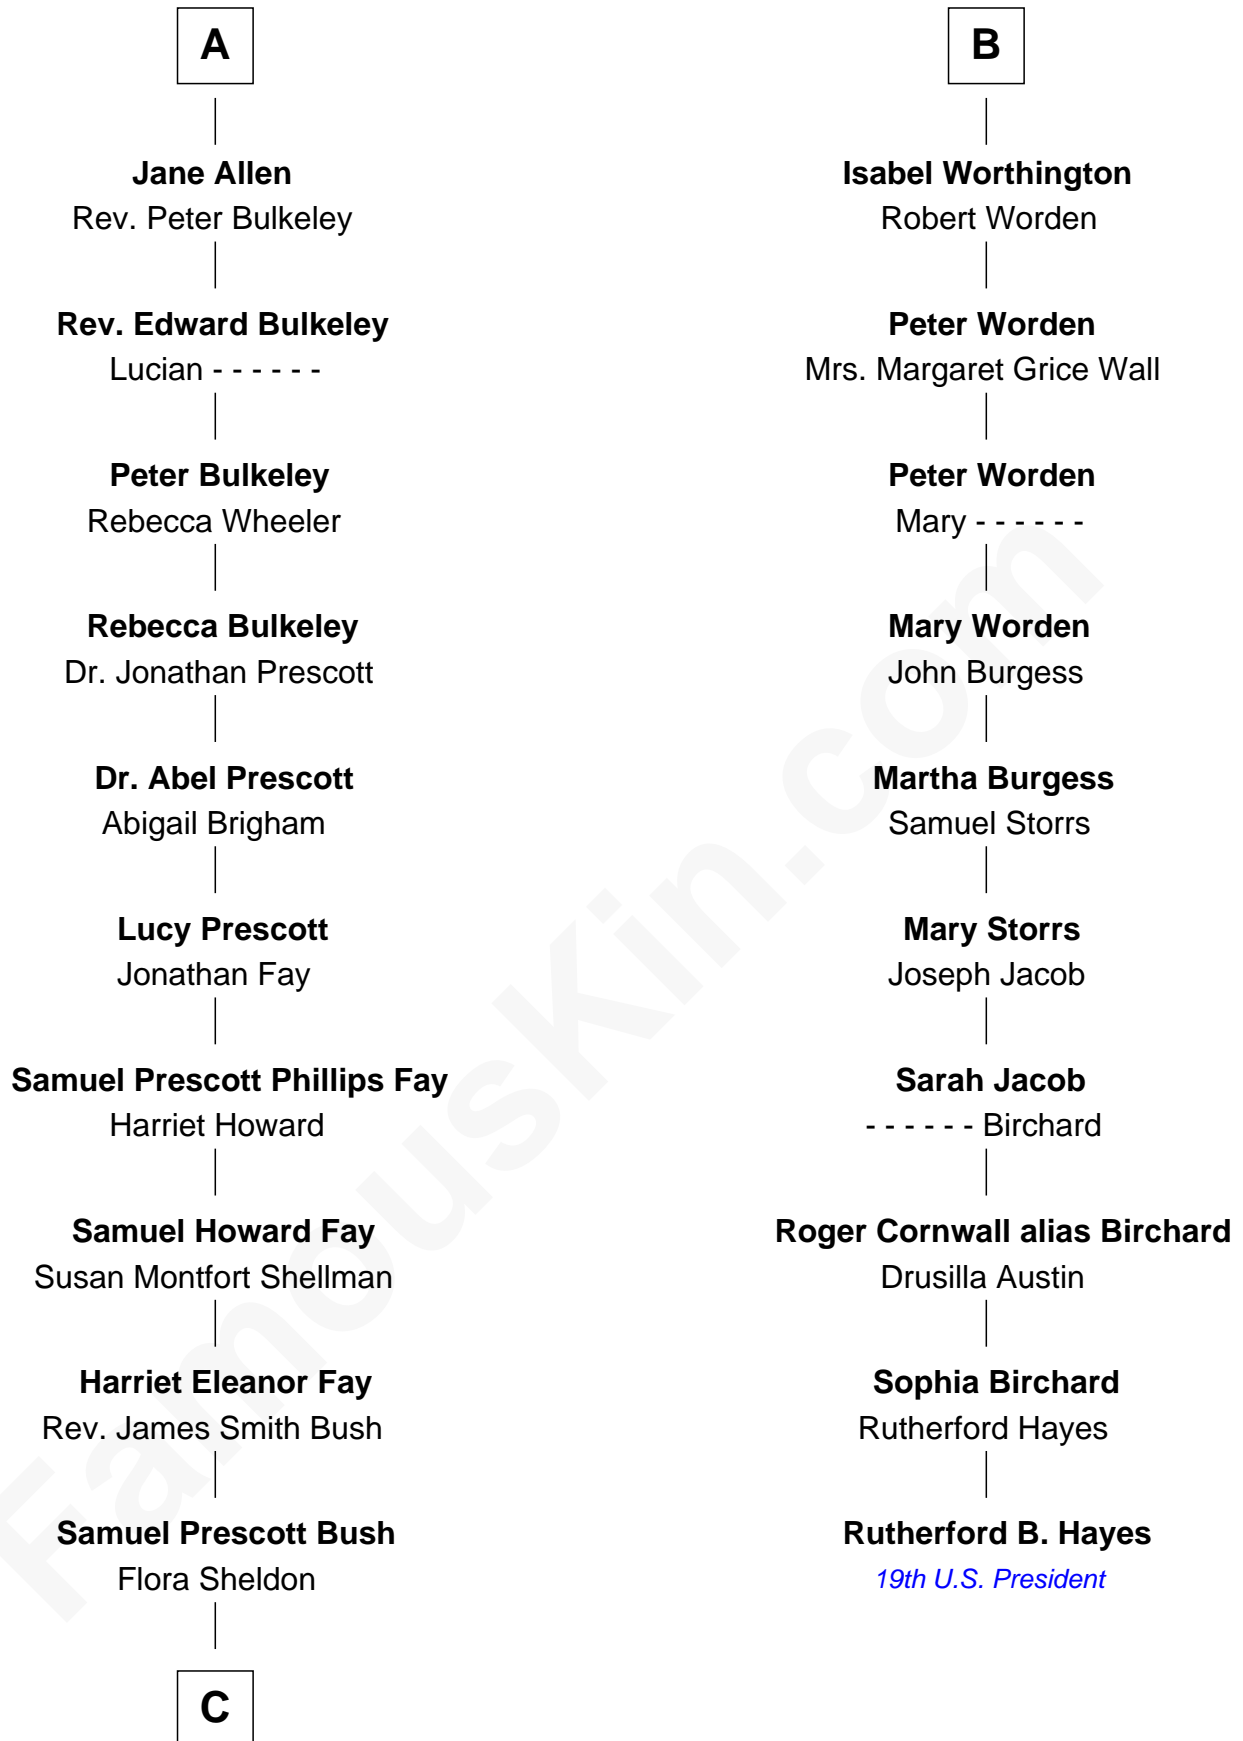 A
Jane Allen
Rev. Peter Bulkeley
Rev. Edward Bulkeley
Lucian - - - - - -
Peter Bulkeley
Rebecca Wheeler
Rebecca Bulkeley
Dr. Jonathan Prescott
Dr. Abel Prescott
Abigail Brigham
Lucy Prescott
Jonathan Fay
Samuel Prescott Phillips Fay
Harriet Howard
Samuel Howard Fay
Susan Montfort Shellman
Harriet Eleanor Fay
Rev. James Smith Bush
Samuel Prescott Bush
Flora Sheldon
C
B
Isabel Worthington
Robert Worden
Peter Worden
Mrs. Margaret Grice Wall
Peter Worden
Mary - - - - - -
Mary Worden
John Burgess
Martha Burgess
Samuel Storrs
Mary Storrs
Joseph Jacob
Sarah Jacob
- - - - - - Birchard
Roger Cornwall alias Birchard
Drusilla Austin
Sophia Birchard
Rutherford Hayes
Rutherford B. Hayes
19th U.S. President
FamousKin.com